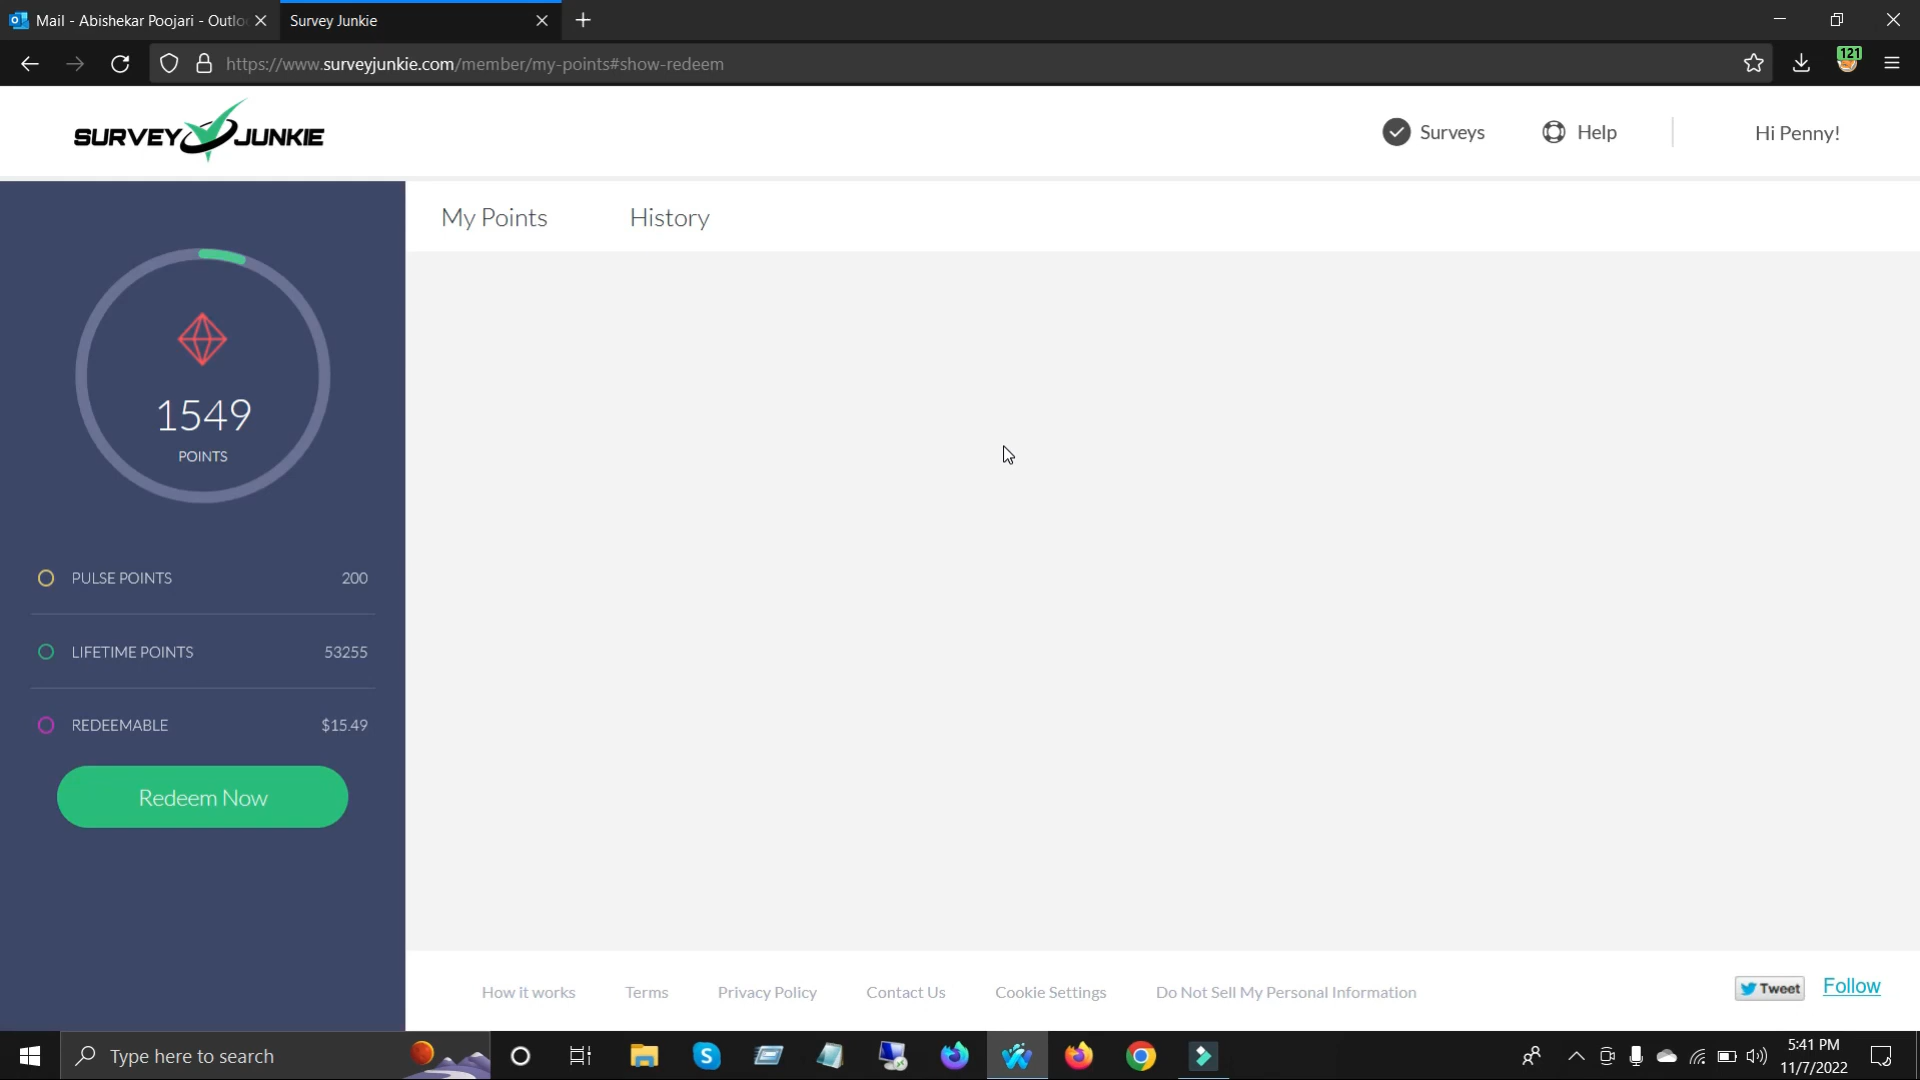 Mail - Abishekar Poojari - Outlo
Survey Junkie
https://www.surveyjunkie.com/member/my-points#show-redeem
121
SURVEY JUNKIE
Surveys
Help
Hi Penny!
My Points
History
1549
POINTS
PULSE POINTS 200
LIFETIME POINTS 53255
REDEEMABLE $15.49
Redeem Now
How it works
Terms
Privacy Policy
Contact Us
Cookie Settings
Do Not Sell My Personal Information
Tweet
Follow
Type here to search
5:41 PM
11/7/2022